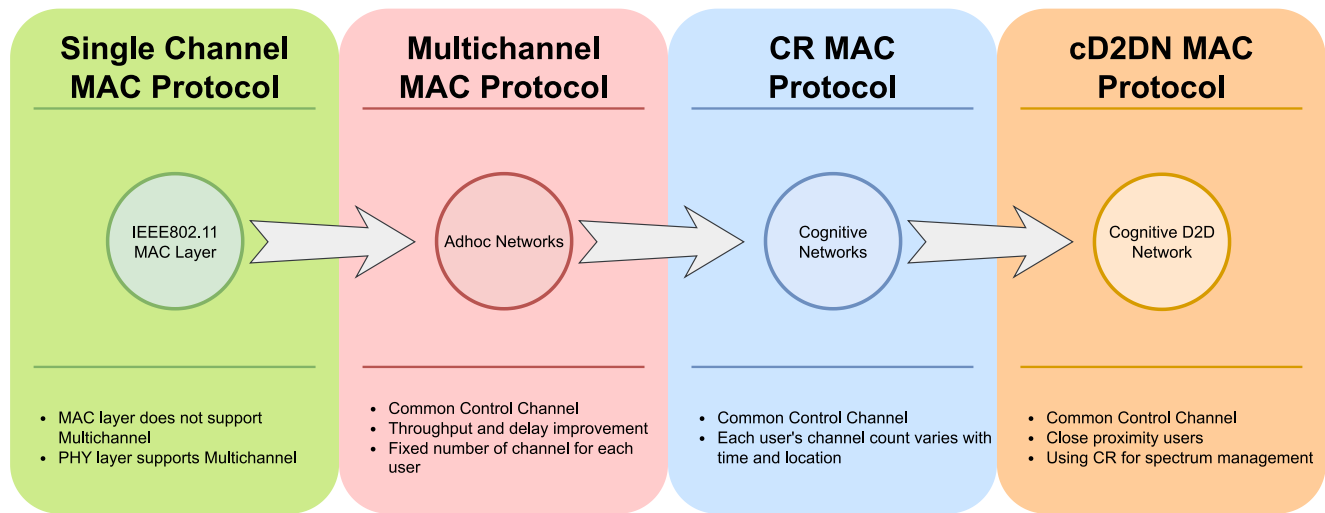 Single Channel
MAC Protocol
IEEE802.11
MAC Layer
• MAC layer does not support
Multichannel
• PHY layer supports Multichannel
Multichannel
MAC Protocol
Adhoc Networks
• Common Control Channel
• Throughput and delay improvement
• Fixed number of channel for each
user
CR MAC
Protocol
Cognitive
Networks
• Common Control Channel
• Each user's channel count varies with
time and location
cD2DN MAC
Protocol
Cognitive D2D
Network
• Common Control Channel
• Close proximity users
• Using CR for spectrum management